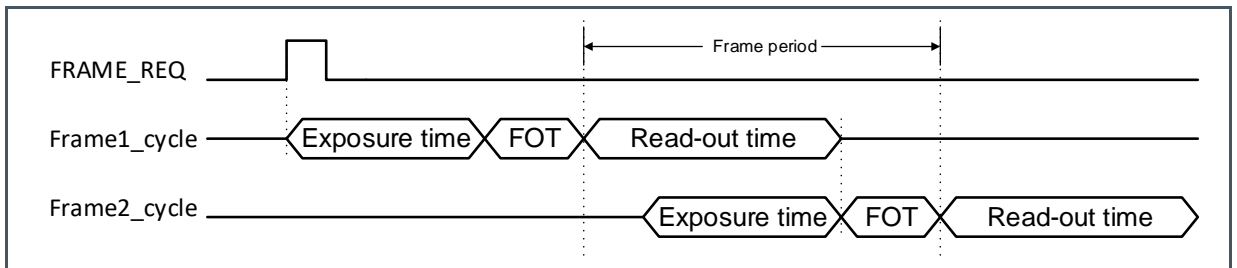 Frame period
FRAME_REQ
Frame1_cycle
Exposure time
FOT
Read-out time
Frame2_cycle
Exposure time
FOT
Read-out time